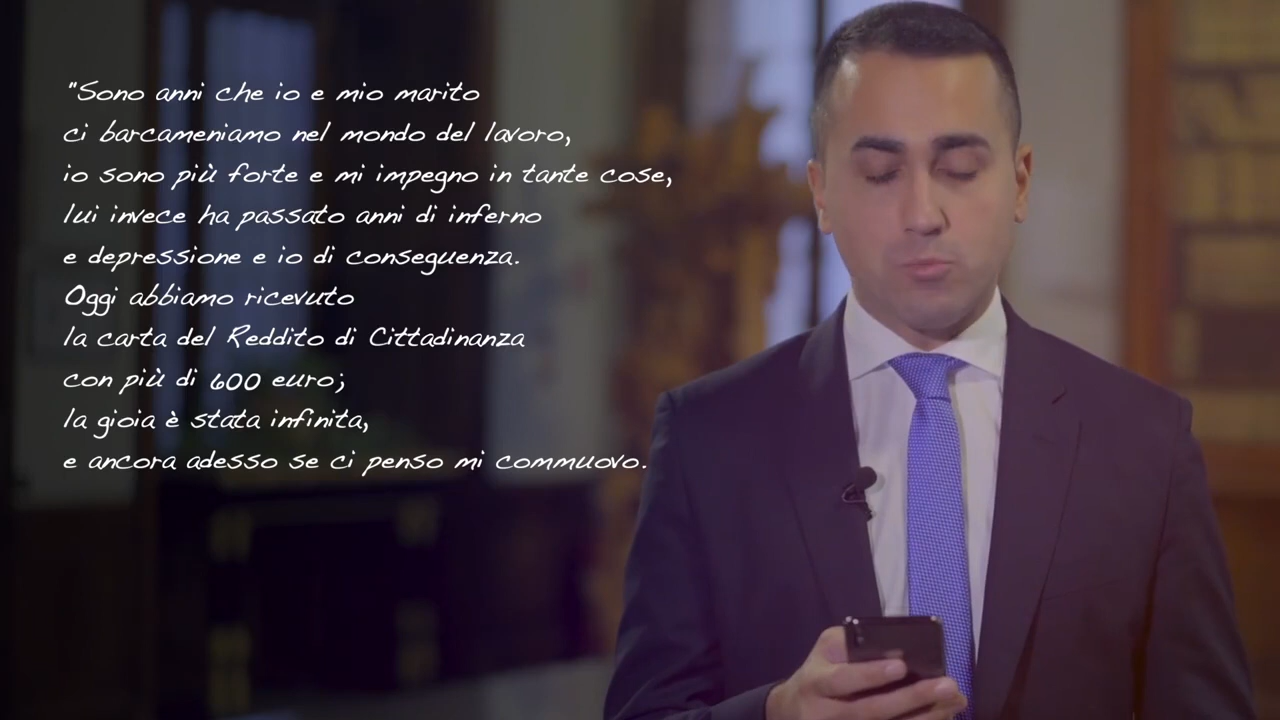 "Sono anni che io e mio marito
ci barcameniamo nel mondo del lavoro,
io sono più forte e mi impegno in tante cose,
lui invece ha passato anni di inferno
e depressione e io di conseguenza.
Oggi abbiamo ricevuto
la carta del Reddito di Cittadinanza
con più di 600 euro;
la gioia è stata infinita,
e ancora adesso se ci penso mi commuovo.